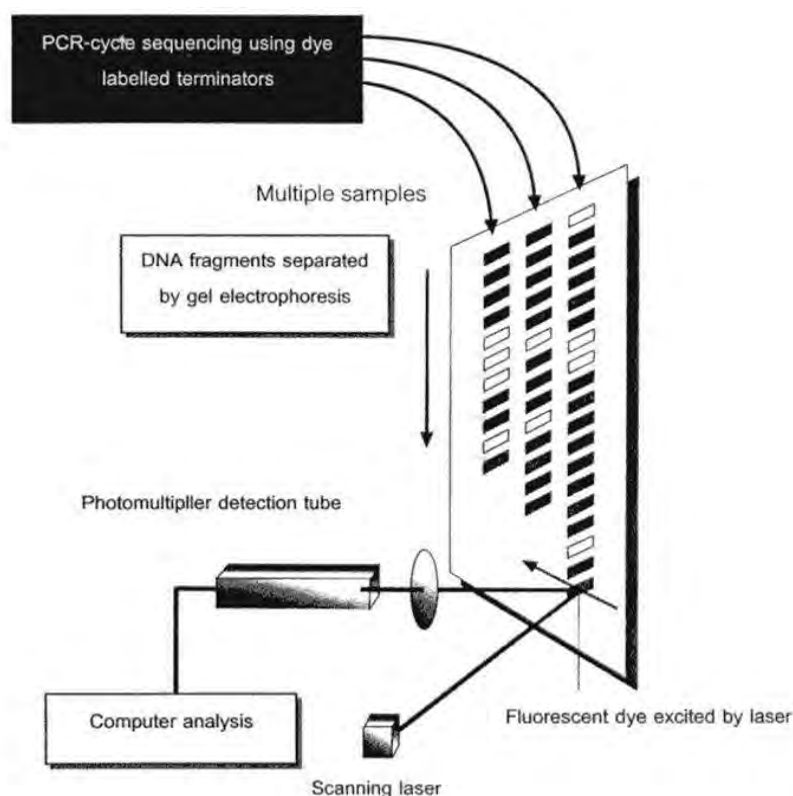 PCR-cycle sequencing using dye
labelled terminators
Multiple samples
DNA fragments separated
by gel electrophoresis
Photomultiplier detection tube
Computer analysis
Fluorescent dye excited by laser
Scanning laser